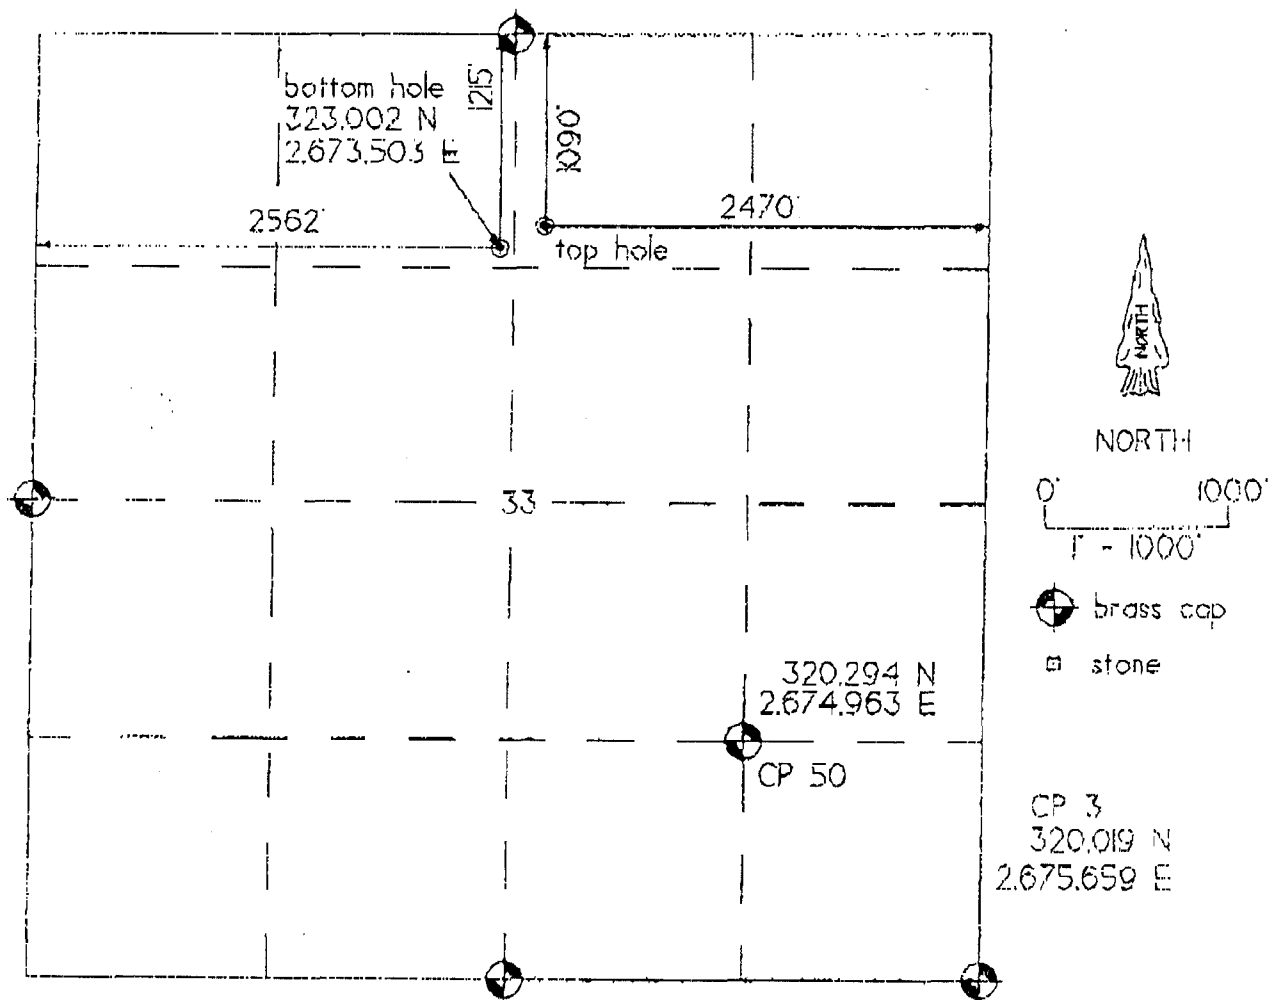 bottom hole
323,002 N
2,673,503 E
1215'
1090'
2562'
2470'
top hole
NORTH
NORTH
33
0' 1000'
1" - 1000'
brass cap
stone
320,294 N
2,674,963 E
CP 50
CP 3
320,019 N
2,675,659 E